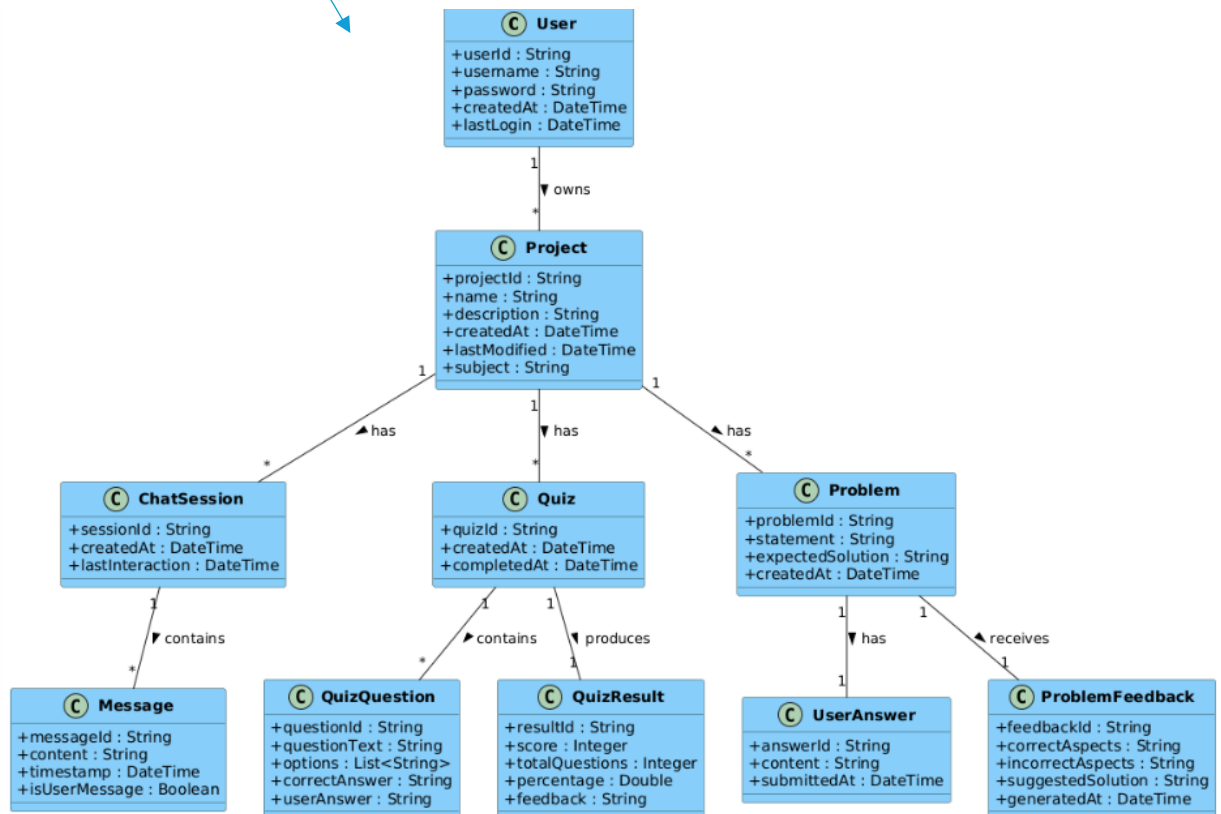 C User
+userId : String
+username : String
+password : String
+createdAt : DateTime
+lastLogin : DateTime
1
owns
*
C Project
+projectId : String
+name : String
+description : String
+createdAt : DateTime
+lastModified : DateTime
+subject : String
1
1
1
has
has
has
*
*
*
C ChatSession
+sessionId : String
+createdAt : DateTime
+lastInteraction : DateTime
C Quiz
+quizId : String
+createdAt : DateTime
+completedAt : DateTime
C Problem
+problemId : String
+statement : String
+expectedSolution : String
+createdAt : DateTime
1
contains
*
1
contains
*
1
produces
1
1
has
1
1
receives
1
C Message
+messageId : String
+content : String
+timestamp : DateTime
+isUserMessage : Boolean
C QuizQuestion
+questionId : String
+questionText : String
+options : List<String>
+correctAnswer : String
+userAnswer : String
C QuizResult
+resultId : String
+score : Integer
+totalQuestions : Integer
+percentage : Double
+feedback : String
C UserAnswer
+answerId : String
+content : String
+submittedAt : DateTime
C ProblemFeedback
+feedbackId : String
+correctAspects : String
+incorrectAspects : String
+suggestedSolution : String
+generatedAt : DateTime